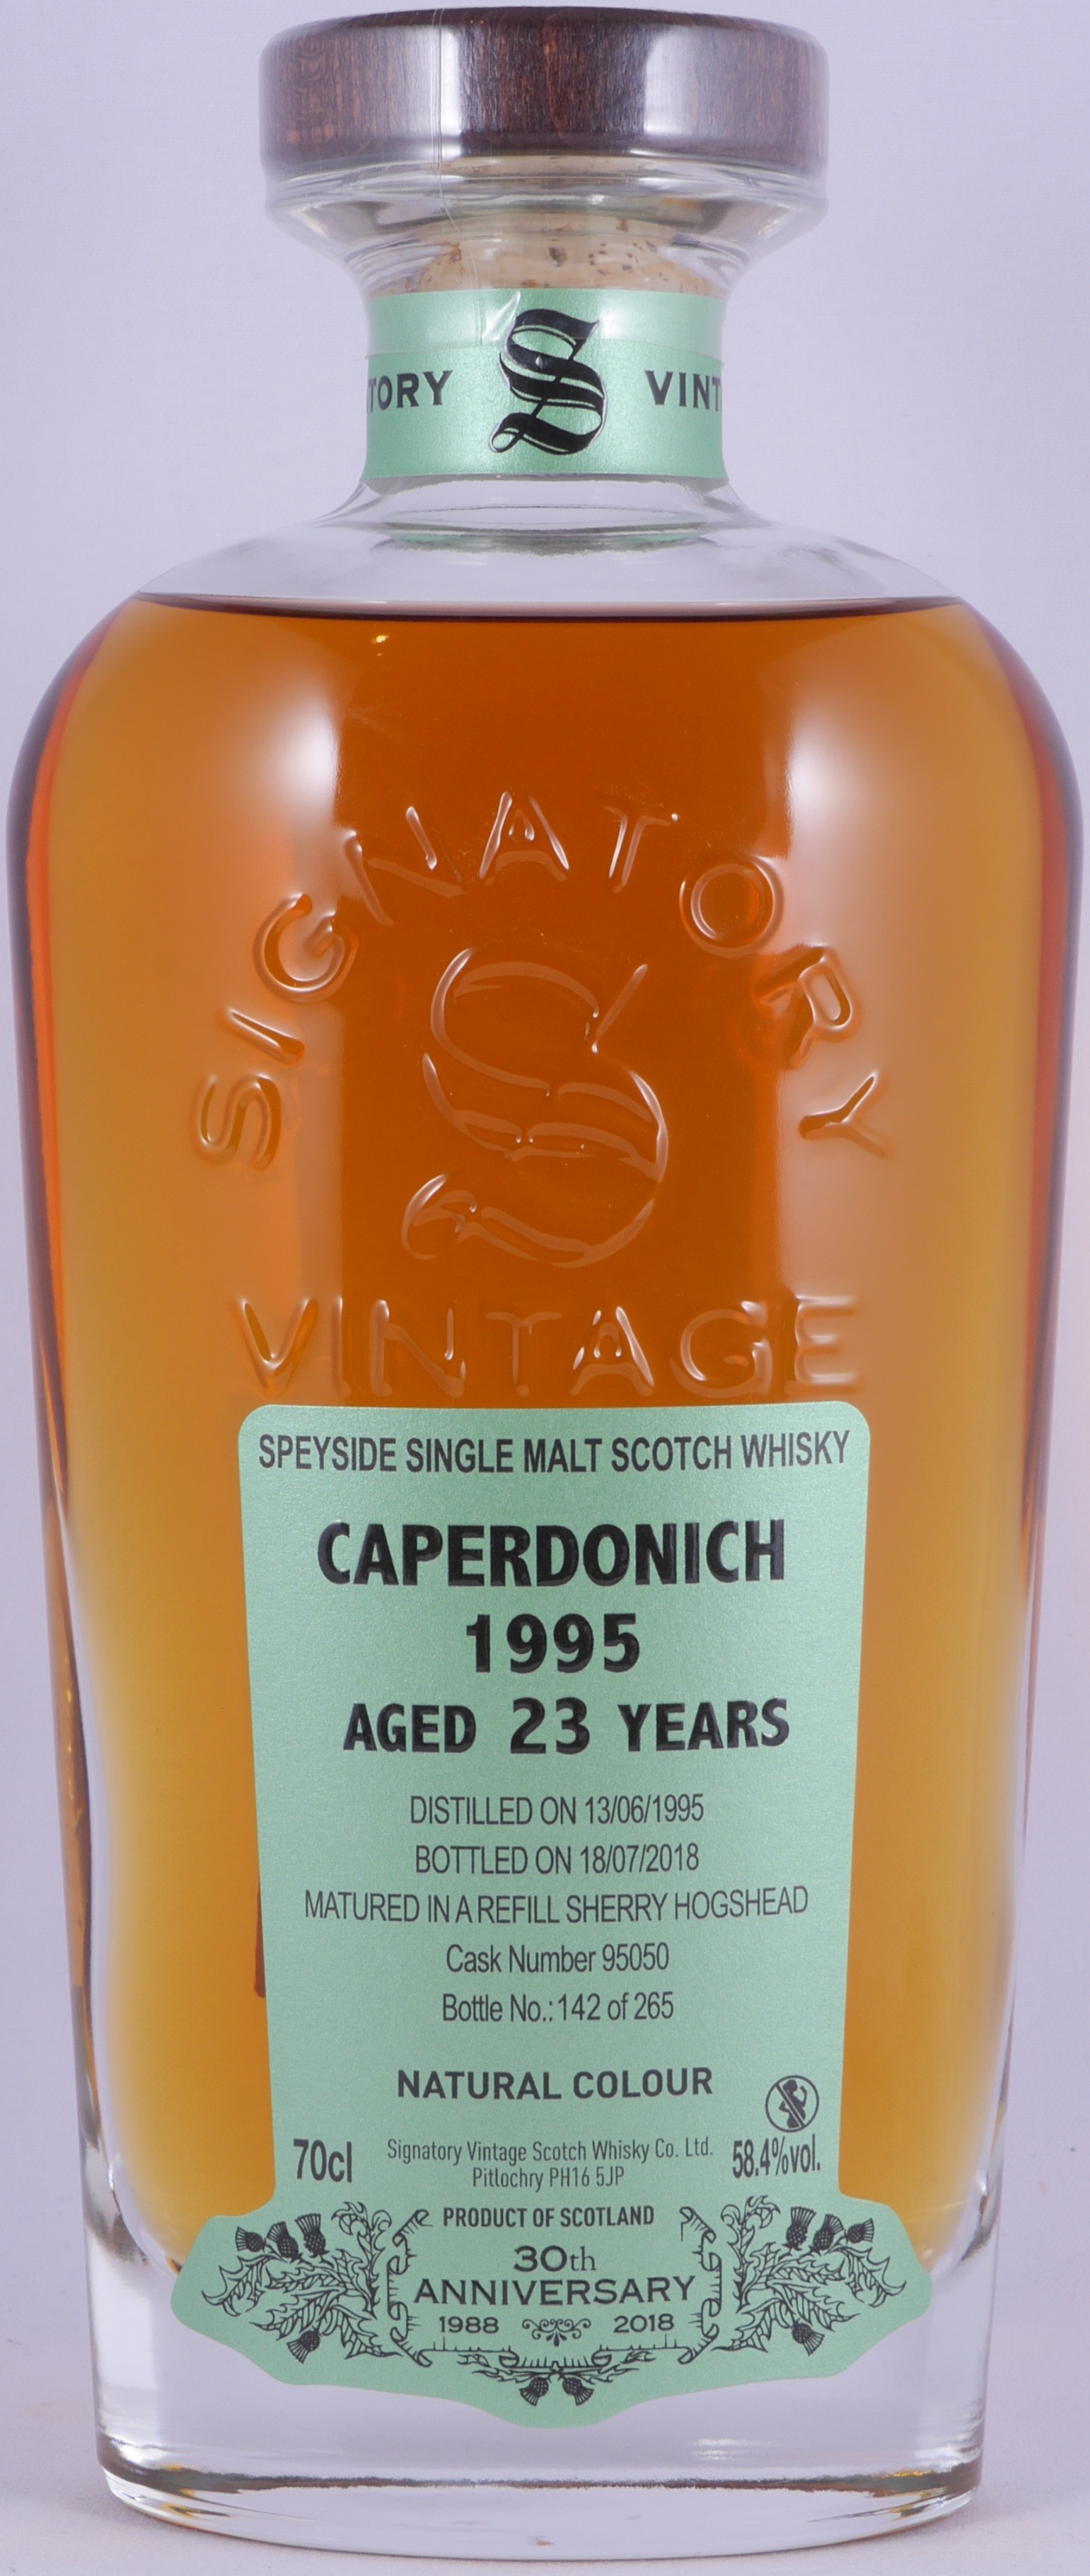 TORY S VINT
SIGNATORY
S
VINTAGE
SPEYSIDE SINGLE MALT SCOTCH WHISKY
CAPERDONICH
1995
AGED 23 YEARS
DISTILLED ON 13/06/1995
BOTTLED ON 18/07/2018
MATURED IN A REFILL SHERRY HOGSHEAD
Cask Number 95050
Bottle No.: 142 of 265
NATURAL COLOUR
70cl
Signatory Vintage Scotch Whisky Co. Ltd.
Pitlochry PH16 5JP
58.4%vol.
PRODUCT OF SCOTLAND
30th
ANNIVERSARY
1988 2018